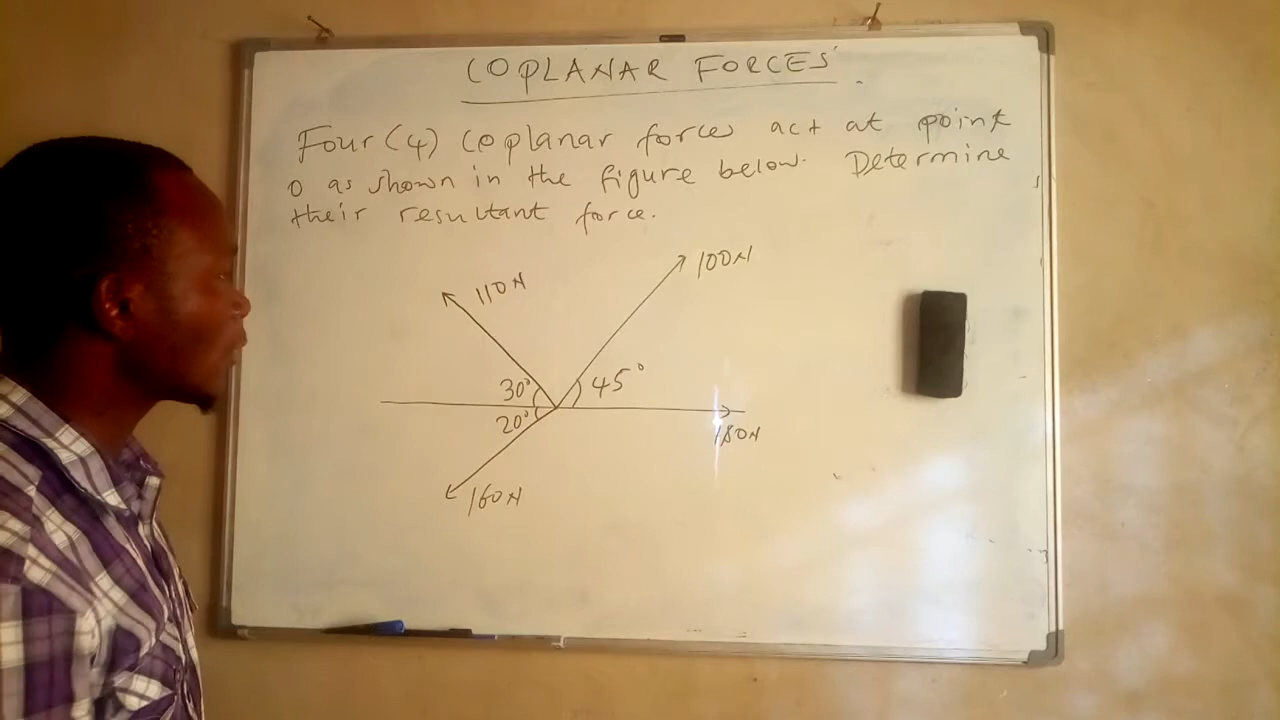 COPLANAR FORCES
Four (4) coplanar forces act at point
O as shown in the figure below. Determine
their resultant force.
110N
100N
30°
45°
20°
180N
160N